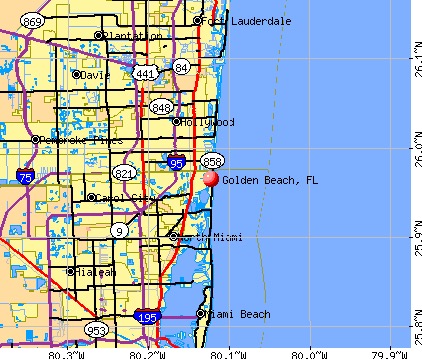 869
Fort Lauderdale
Plantation
26.1°
84
441
Davie
848
Hollywood
Pembroke Pines
26.0°
95
858
821
75
Golden Beach, FL
Carol City
9
North Miami
25.9°
Hialeah
195
Miami Beach
953
25.8°
80.3°W
80.2°W
80.1°W
80.0°W
79.9°W